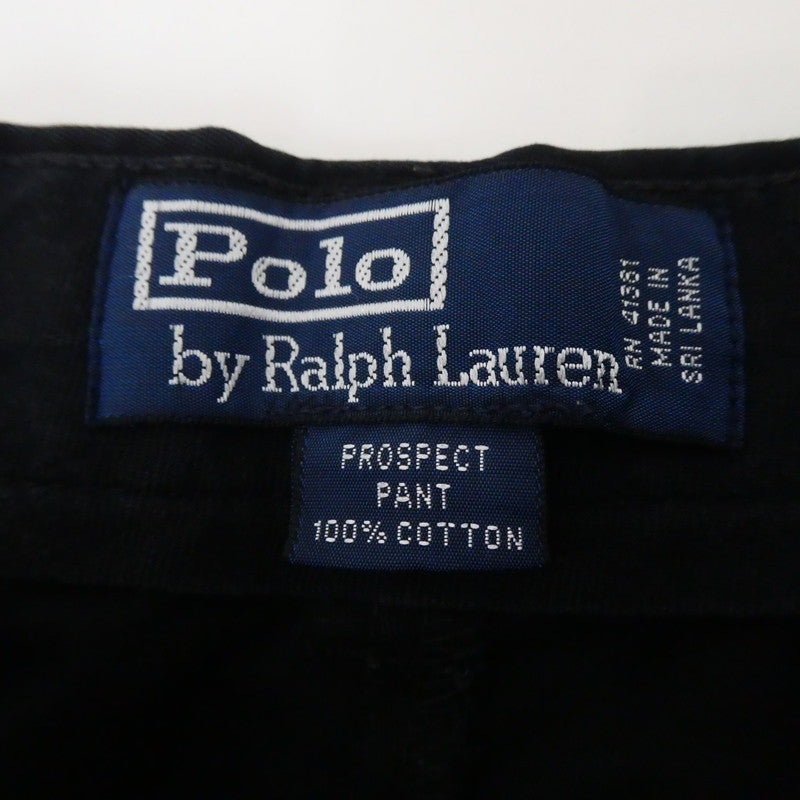 Polo
by Ralph Lauren
RN 41381
MADE IN
SRI LANKA
PROSPECT
PANT
100% COTTON